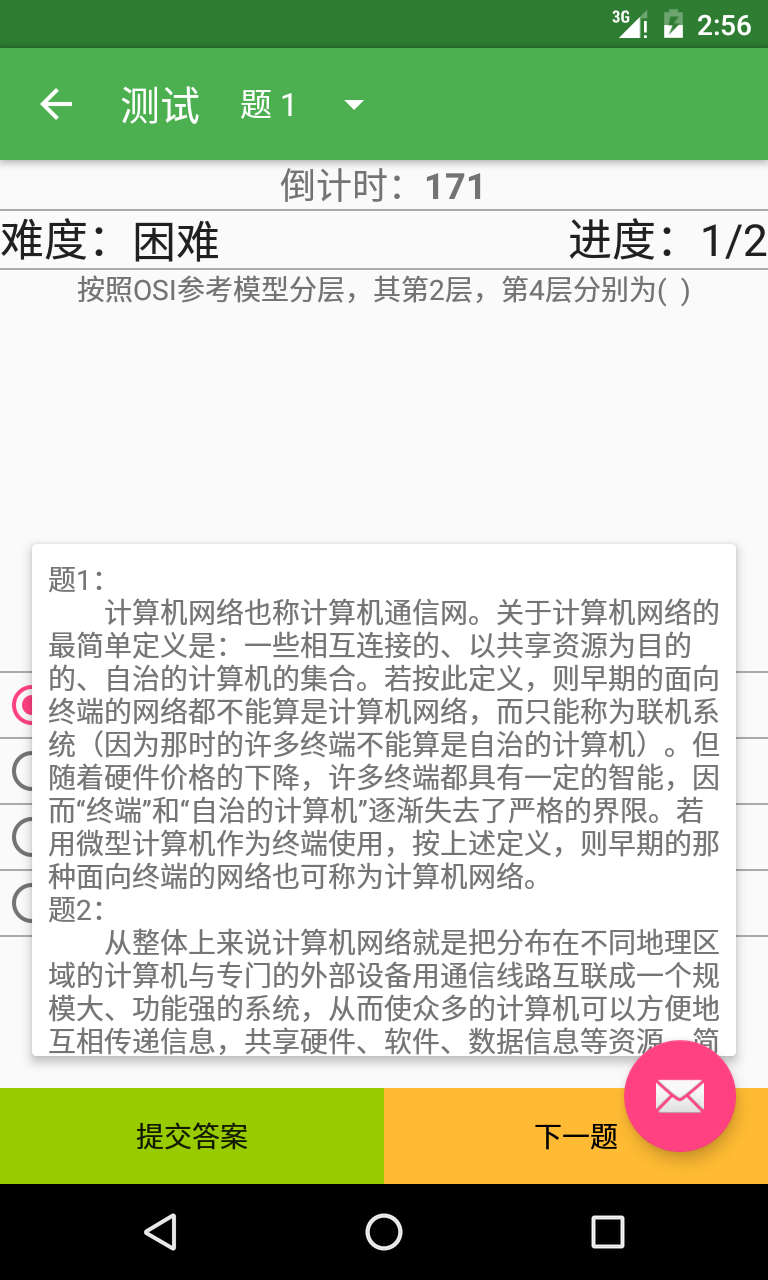 3G 2:56
测试 题 1
倒计时：171
难度：困难 进度：1/2
按照OSI参考模型分层，其第2层，第4层分别为( )
题1：
计算机网络也称计算机通信网。关于计算机网络的
最简单定义是：一些相互连接的、以共享资源为目的
的、自治的计算机的集合。若按此定义，则早期的面向
终端的网络都不能算是计算机网络，而只能称为联机系
统（因为那时的许多终端不能算是自治的计算机）。但
随着硬件价格的下降，许多终端都具有一定的智能，因
而“终端”和“自治的计算机”逐渐失去了严格的界限。若
用微型计算机作为终端使用，按上述定义，则早期的那
种面向终端的网络也可称为计算机网络。
题2：
从整体上来说计算机网络就是把分布在不同地理区
域的计算机与专门的外部设备用通信线路互联成一个规
模大、功能强的系统，从而使众多的计算机可以方便地
互相传递信息，共享硬件、软件、数据信息等资源。简
提交答案 下一题